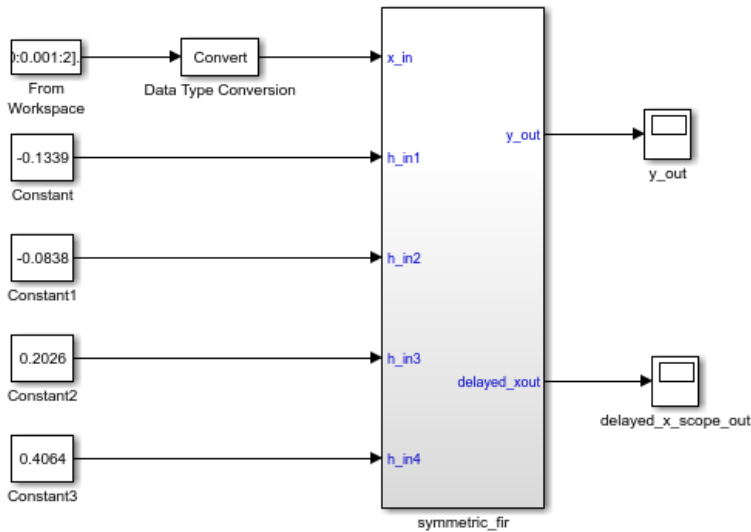 ):0.001:2].
From
Workspace
Convert
Data Type Conversion
x_in
-0.1339
Constant
h_in1
y_out
y_out
-0.0838
Constant1
h_in2
0.2026
Constant2
h_in3
delayed_xout
delayed_x_scope_out
0.4064
Constant3
h_in4
symmetric_fir